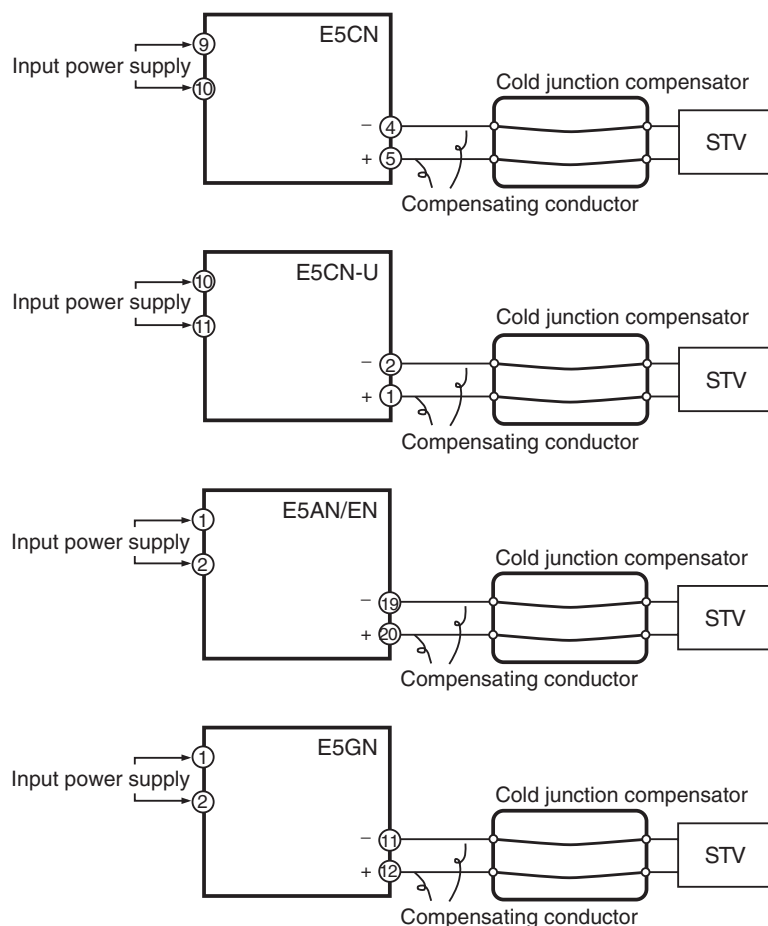 E5CN
9
Input power supply
10
Cold junction compensator
− 4
+ 5
STV
Compensating conductor
E5CN-U
10
Input power supply
11
Cold junction compensator
− 2
+ 1
STV
Compensating conductor
E5AN/EN
1
Input power supply
2
Cold junction compensator
− 19
+ 20
STV
Compensating conductor
E5GN
1
Input power supply
2
Cold junction compensator
− 11
+ 12
STV
Compensating conductor